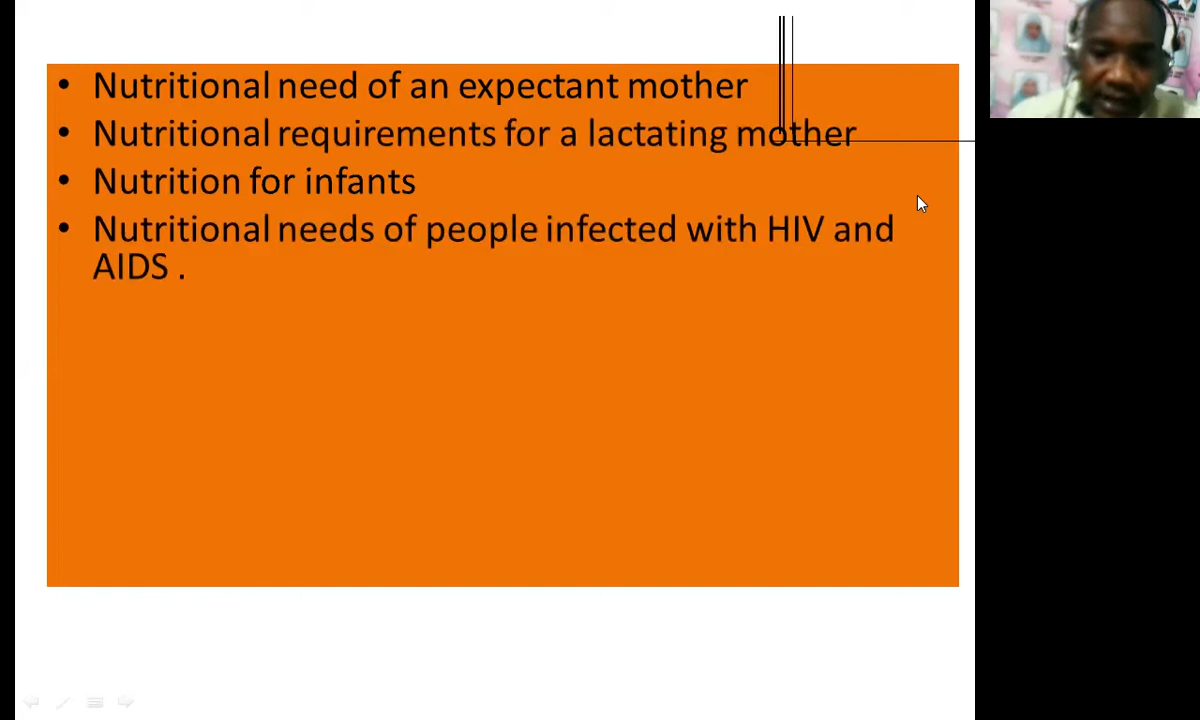 • Nutritional need of an expectant mother
• Nutritional requirements for a lactating mother
• Nutrition for infants
• Nutritional needs of people infected with HIV and
AIDS .